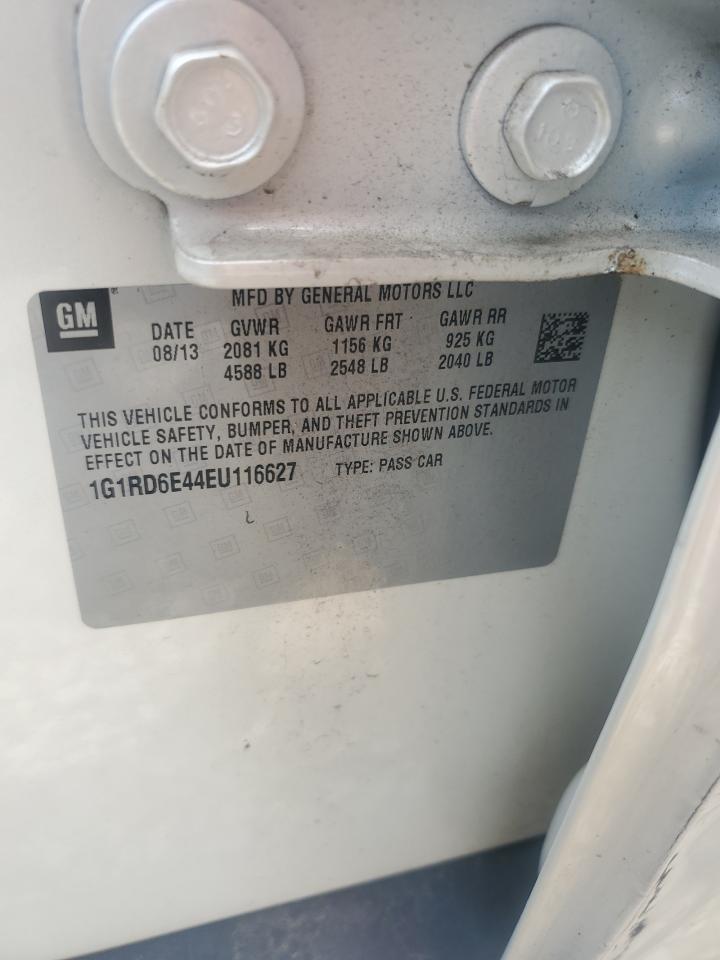 GM
MFD BY GENERAL MOTORS LLC
DATE GVWR GAWR FRT GAWR RR
08/13 2081 KG 1156 KG 925 KG
4588 LB 2548 LB 2040 LB
THIS VEHICLE CONFORMS TO ALL APPLICABLE U.S. FEDERAL MOTOR
VEHICLE SAFETY, BUMPER, AND THEFT PREVENTION STANDARDS IN
EFFECT ON THE DATE OF MANUFACTURE SHOWN ABOVE.
1G1RD6E44EU116627 TYPE: PASS CAR